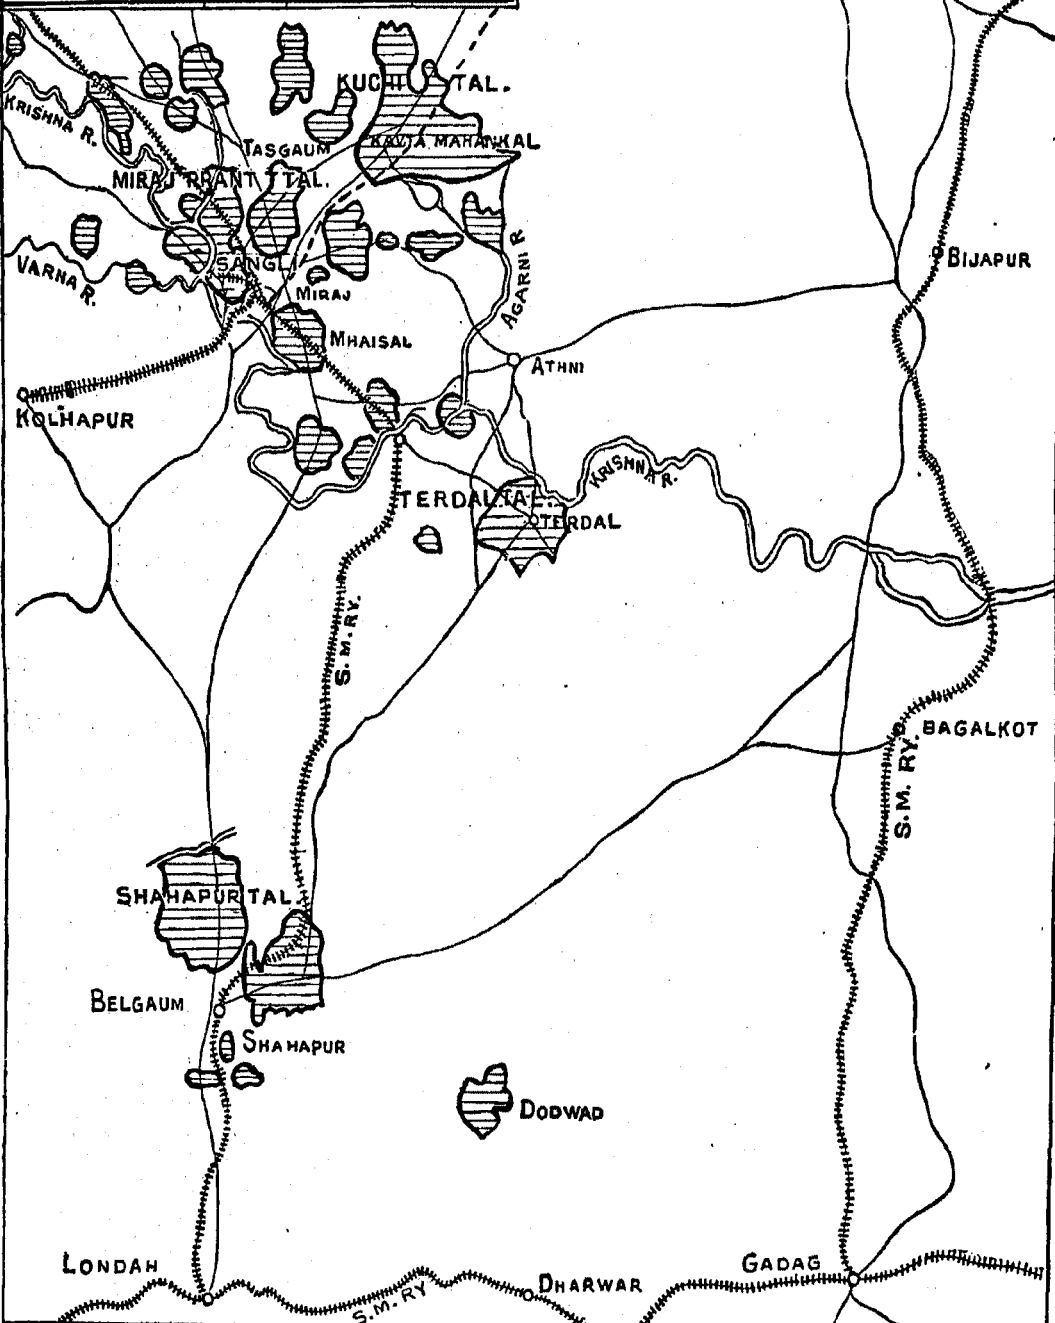 KUCHI TAL.
KRISHNA R.
TASGAUM
KAVTA MAHANKAL
MIRAJ PRANT TAL.
SANGLI
VARNA R.
MIRAJ
AGARNI R
BIJAPUR
MHAISAL
ATHNI
KOLHAPUR
KRISHNA R.
TERDAL TAL.
TERDAL
S. M. RY.
BAGALKOT
S. M. RY.
SHAHAPUR TAL.
BELGAUM
SHAHAPUR
DODWAD
LONDAH
GADAG
DHARWAR
S. M. RY